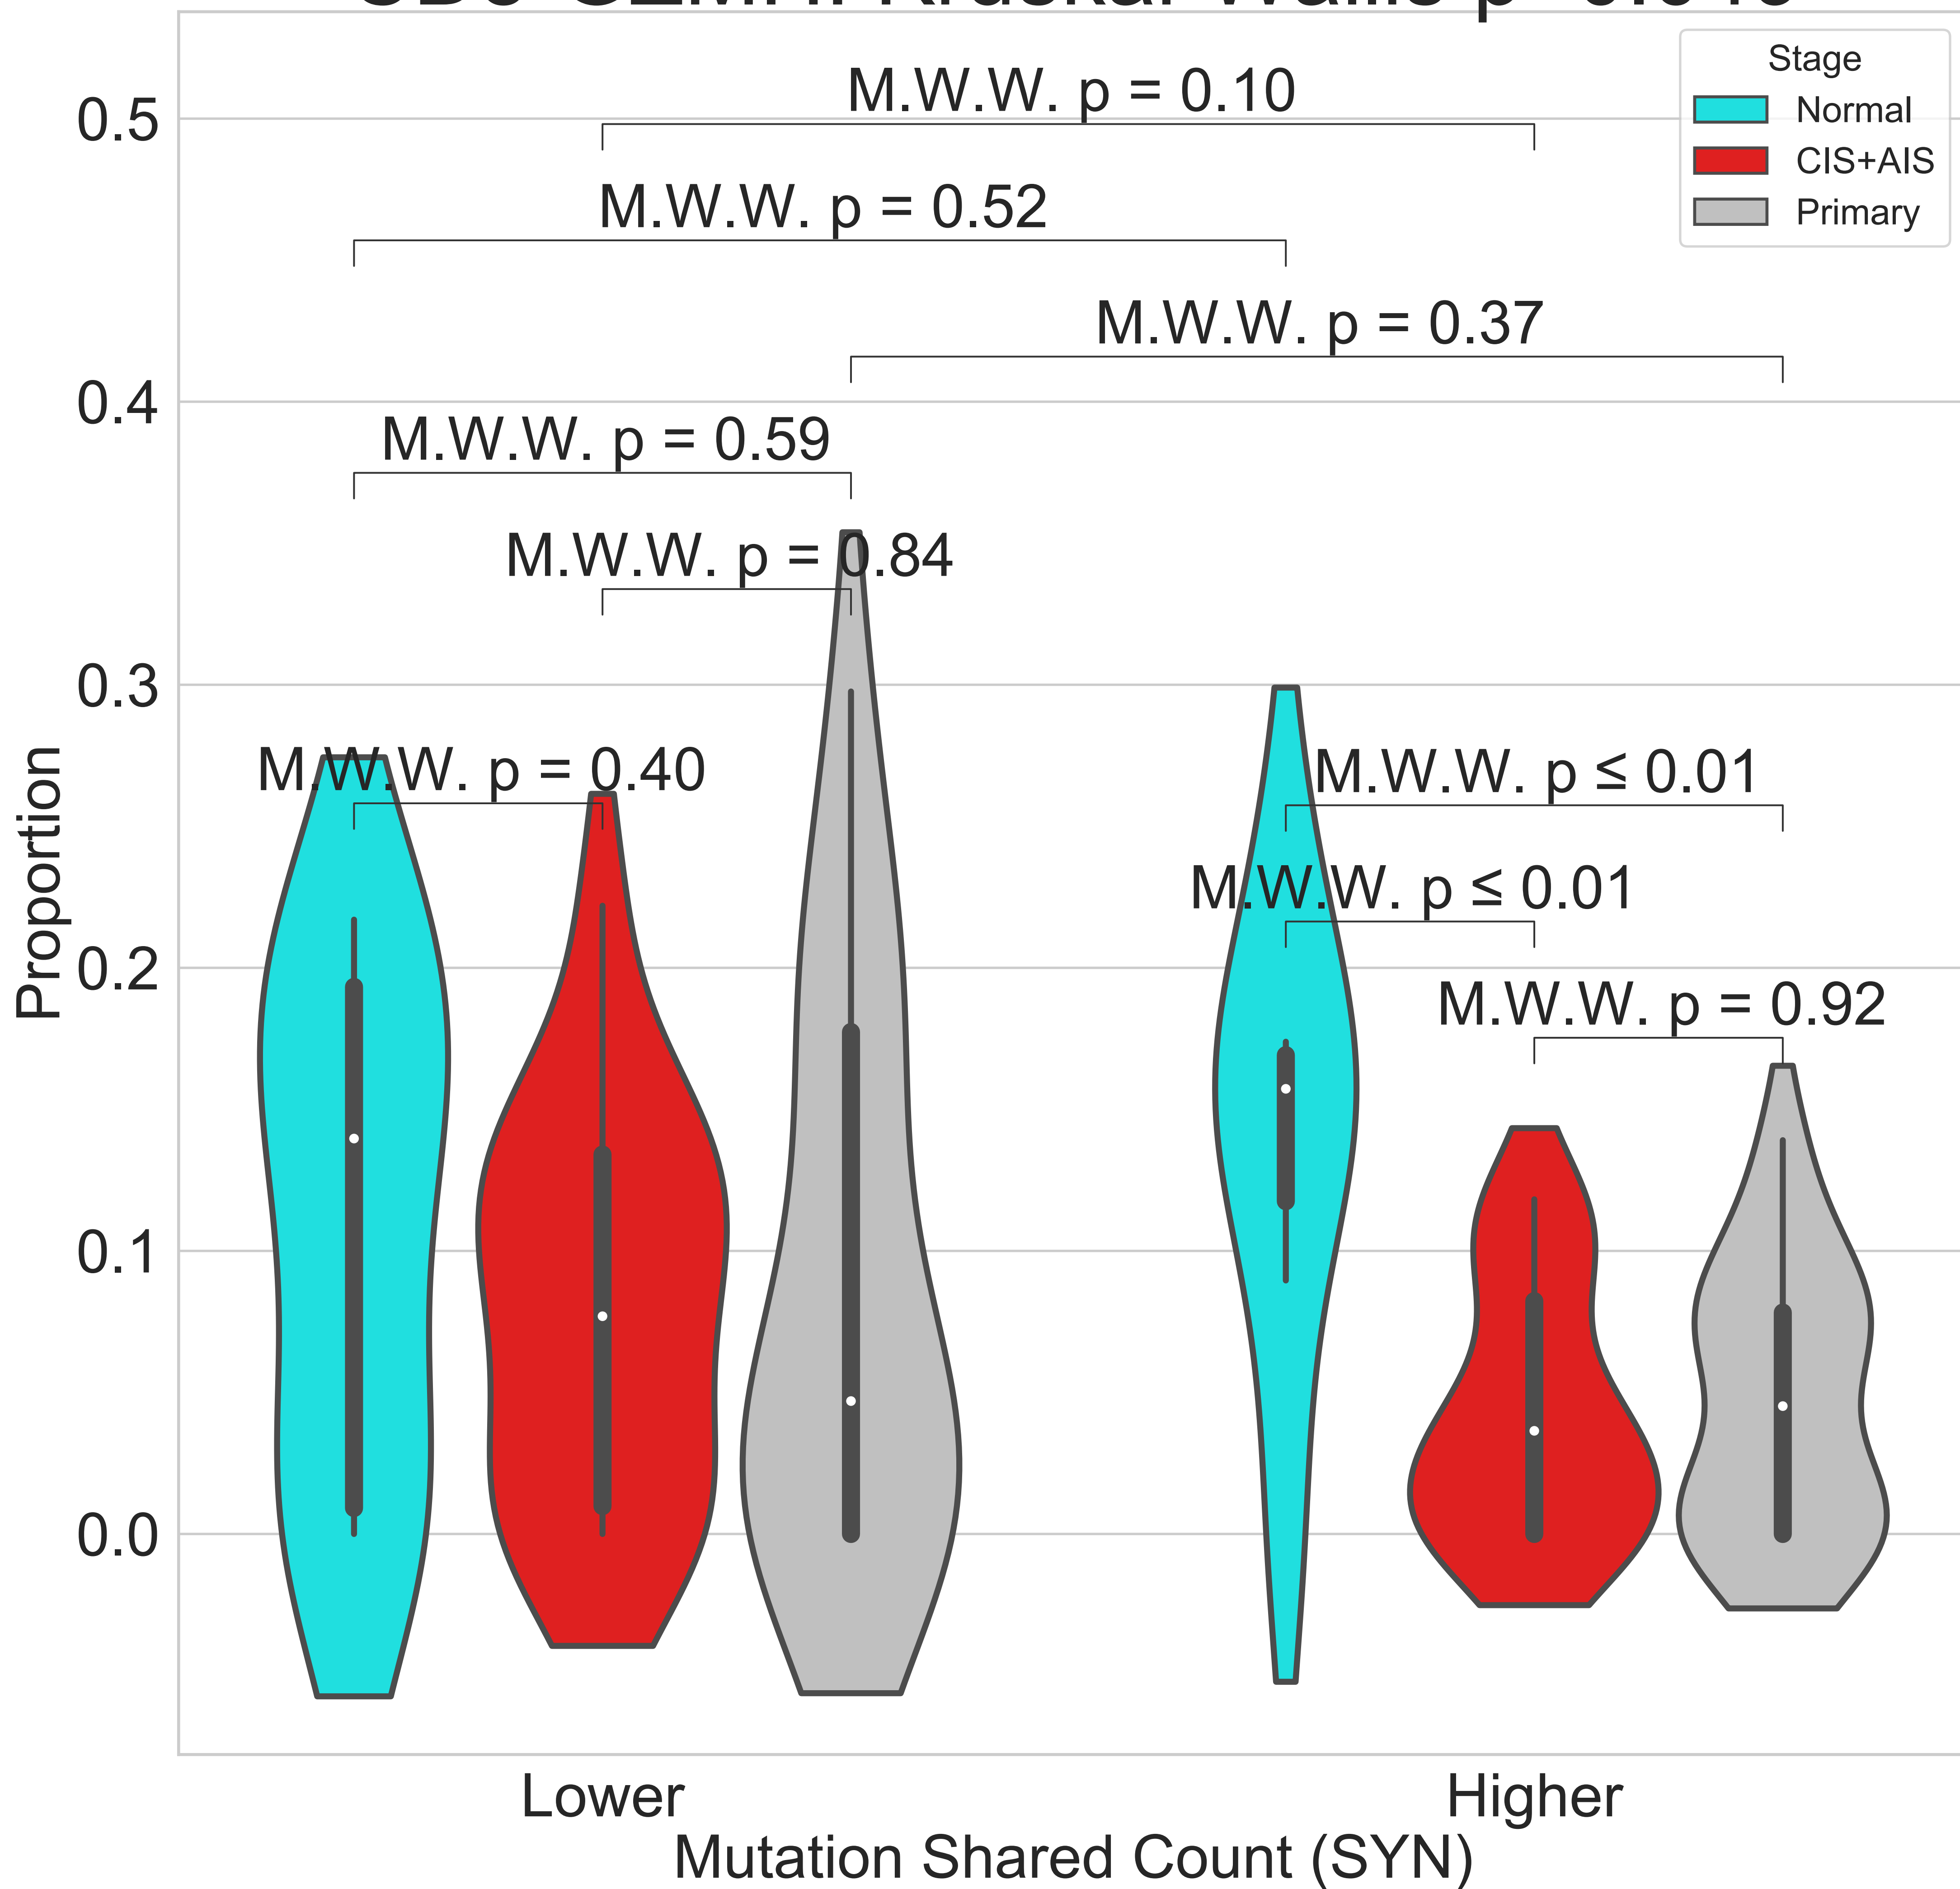 Stage
Normal
CIS+AIS
Primary
M.W.W. p = 0.10
M.W.W. p = 0.52
M.W.W. p = 0.37
M.W.W. p = 0.59
M.W.W. p = 0.84
M.W.W. p = 0.40
M.W.W. p ≤ 0.01
M.W.W. p ≤ 0.01
M.W.W. p = 0.92
0.5
0.4
0.3
0.2
0.1
0.0
Proportion
Lower
Higher
Mutation Shared Count (SYN)